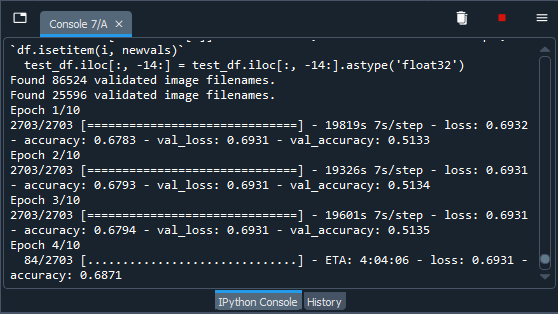 Console 7/A
`df.isetitem(i, newvals)`
test_df.iloc[:, -14:] = test_df.iloc[:, -14:].astype('float32')
Found 86524 validated image filenames.
Found 25596 validated image filenames.
Epoch 1/10
2703/2703 [==============================] - 19819s 7s/step - loss: 0.6932
- accuracy: 0.6783 - val_loss: 0.6931 - val_accuracy: 0.5133
Epoch 2/10
2703/2703 [==============================] - 19326s 7s/step - loss: 0.6931
- accuracy: 0.6793 - val_loss: 0.6931 - val_accuracy: 0.5134
Epoch 3/10
2703/2703 [==============================] - 19601s 7s/step - loss: 0.6931
- accuracy: 0.6794 - val_loss: 0.6931 - val_accuracy: 0.5135
Epoch 4/10
84/2703 [..............................] - ETA: 4:04:06 - loss: 0.6931 -
accuracy: 0.6871
IPython Console History